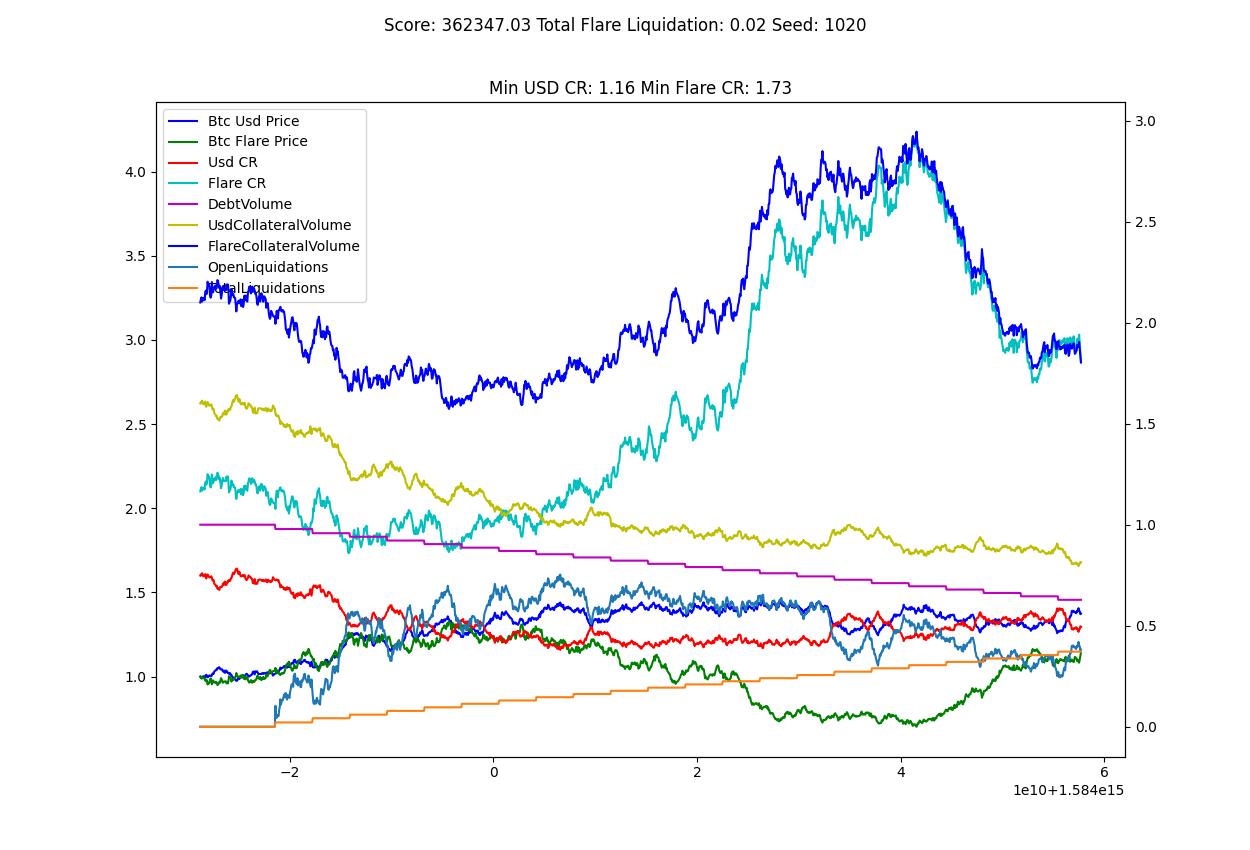 Score: 362347.03 Total Flare Liquidation: 0.02 Seed: 1020
Min USD CR: 1.16 Min Flare CR: 1.73
Btc Usd Price
Btc Flare Price
Usd CR
Flare CR
DebtVolume
UsdCollateralVolume
FlareCollateralVolume
OpenLiquidations
TotalLiquidations
4.0
3.5
3.0
2.5
2.0
1.5
1.0
3.0
2.5
2.0
1.5
1.0
0.5
0.0
−2 0 2 4 6
1e10+1.584e15